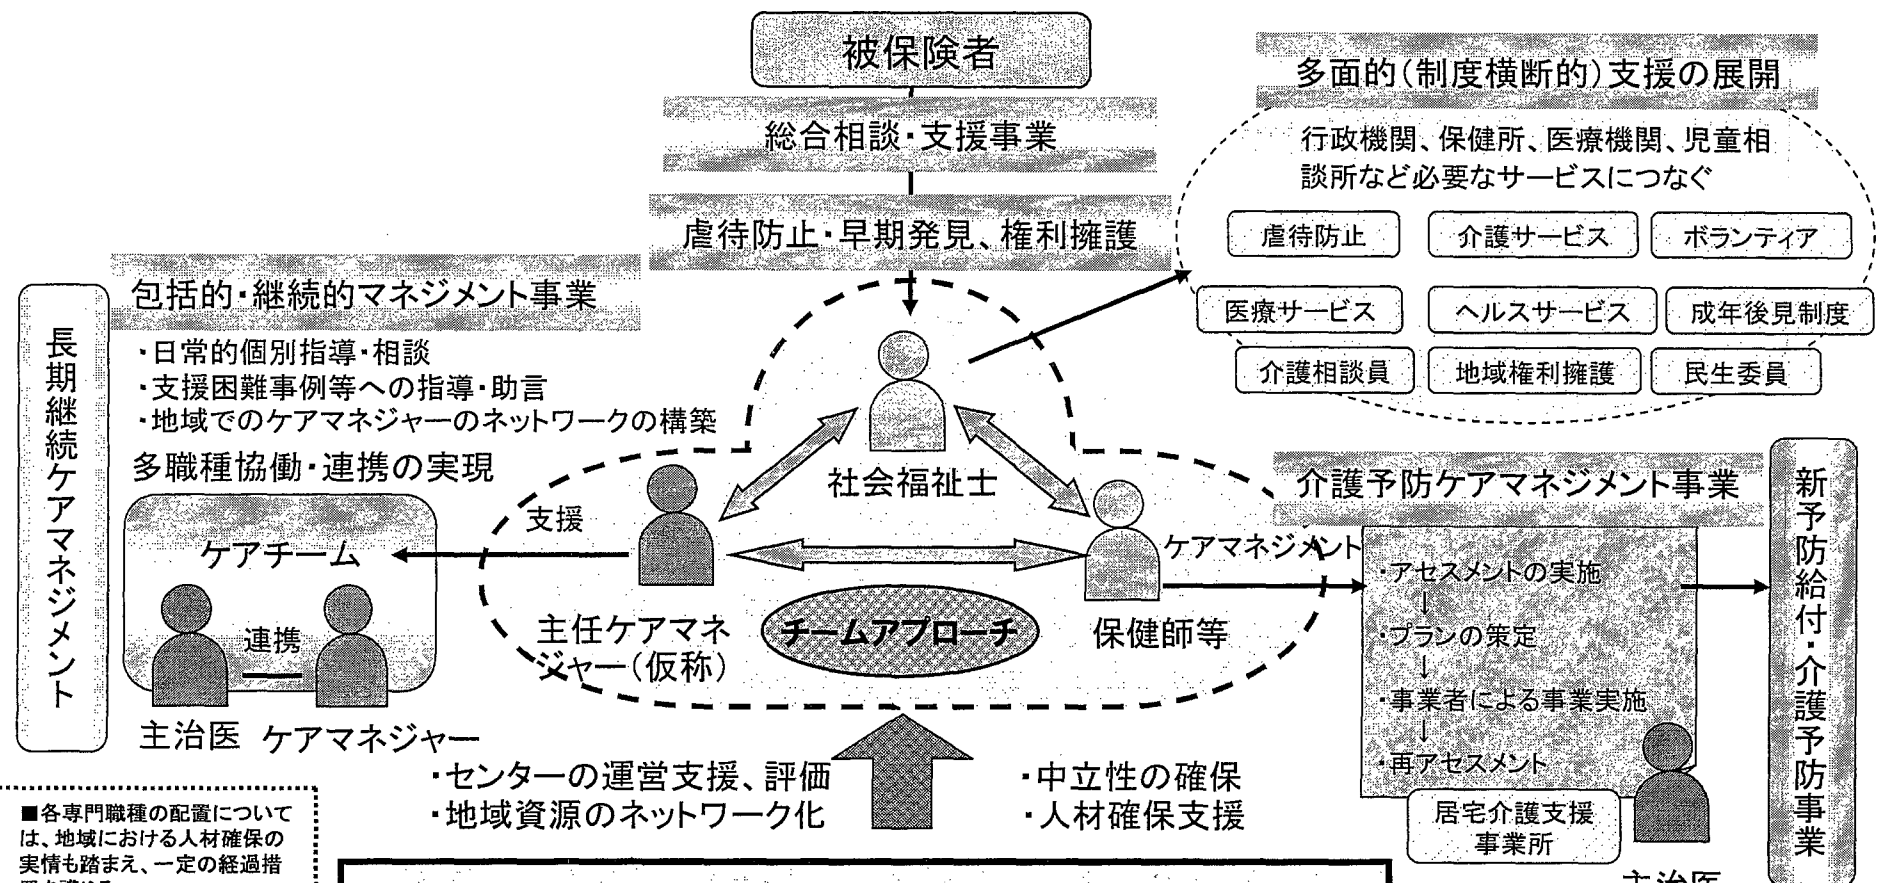 被保険者
総合相談・支援事業
虐待防止・早期発見、権利擁護
多面的（制度横断的）支援の展開
行政機関、保健所、医療機関、児童相
談所など必要なサービスにつなぐ
虐待防止
介護サービス
ボランティア
医療サービス
ヘルスサービス
成年後見制度
介護相談員
地域権利擁護
民生委員
長期継続ケアマネジメント
包括的・継続的マネジメント事業
・日常的個別指導・相談
・支援困難事例等への指導・助言
・地域でのケアマネジャーのネットワークの構築
多職種協働・連携の実現
ケアチーム
連携
主治医
ケアマネジャー
支援
社会福祉士
主任ケアマネ
ジャー（仮称）
チームアプローチ
保健師等
ケアマネジメント
介護予防ケアマネジメント事業
・アセスメントの実施
↓
・プランの策定
↓
・事業者による事業実施
↓
・再アセスメント
居宅介護支援
事業所
主治医
新予防給付・介護予防事業
・センターの運営支援、評価
・地域資源のネットワーク化
・中立性の確保
・人材確保支援
■各専門職種の配置について
は、地域における人材確保の
実情も踏まえ、一定の経過措